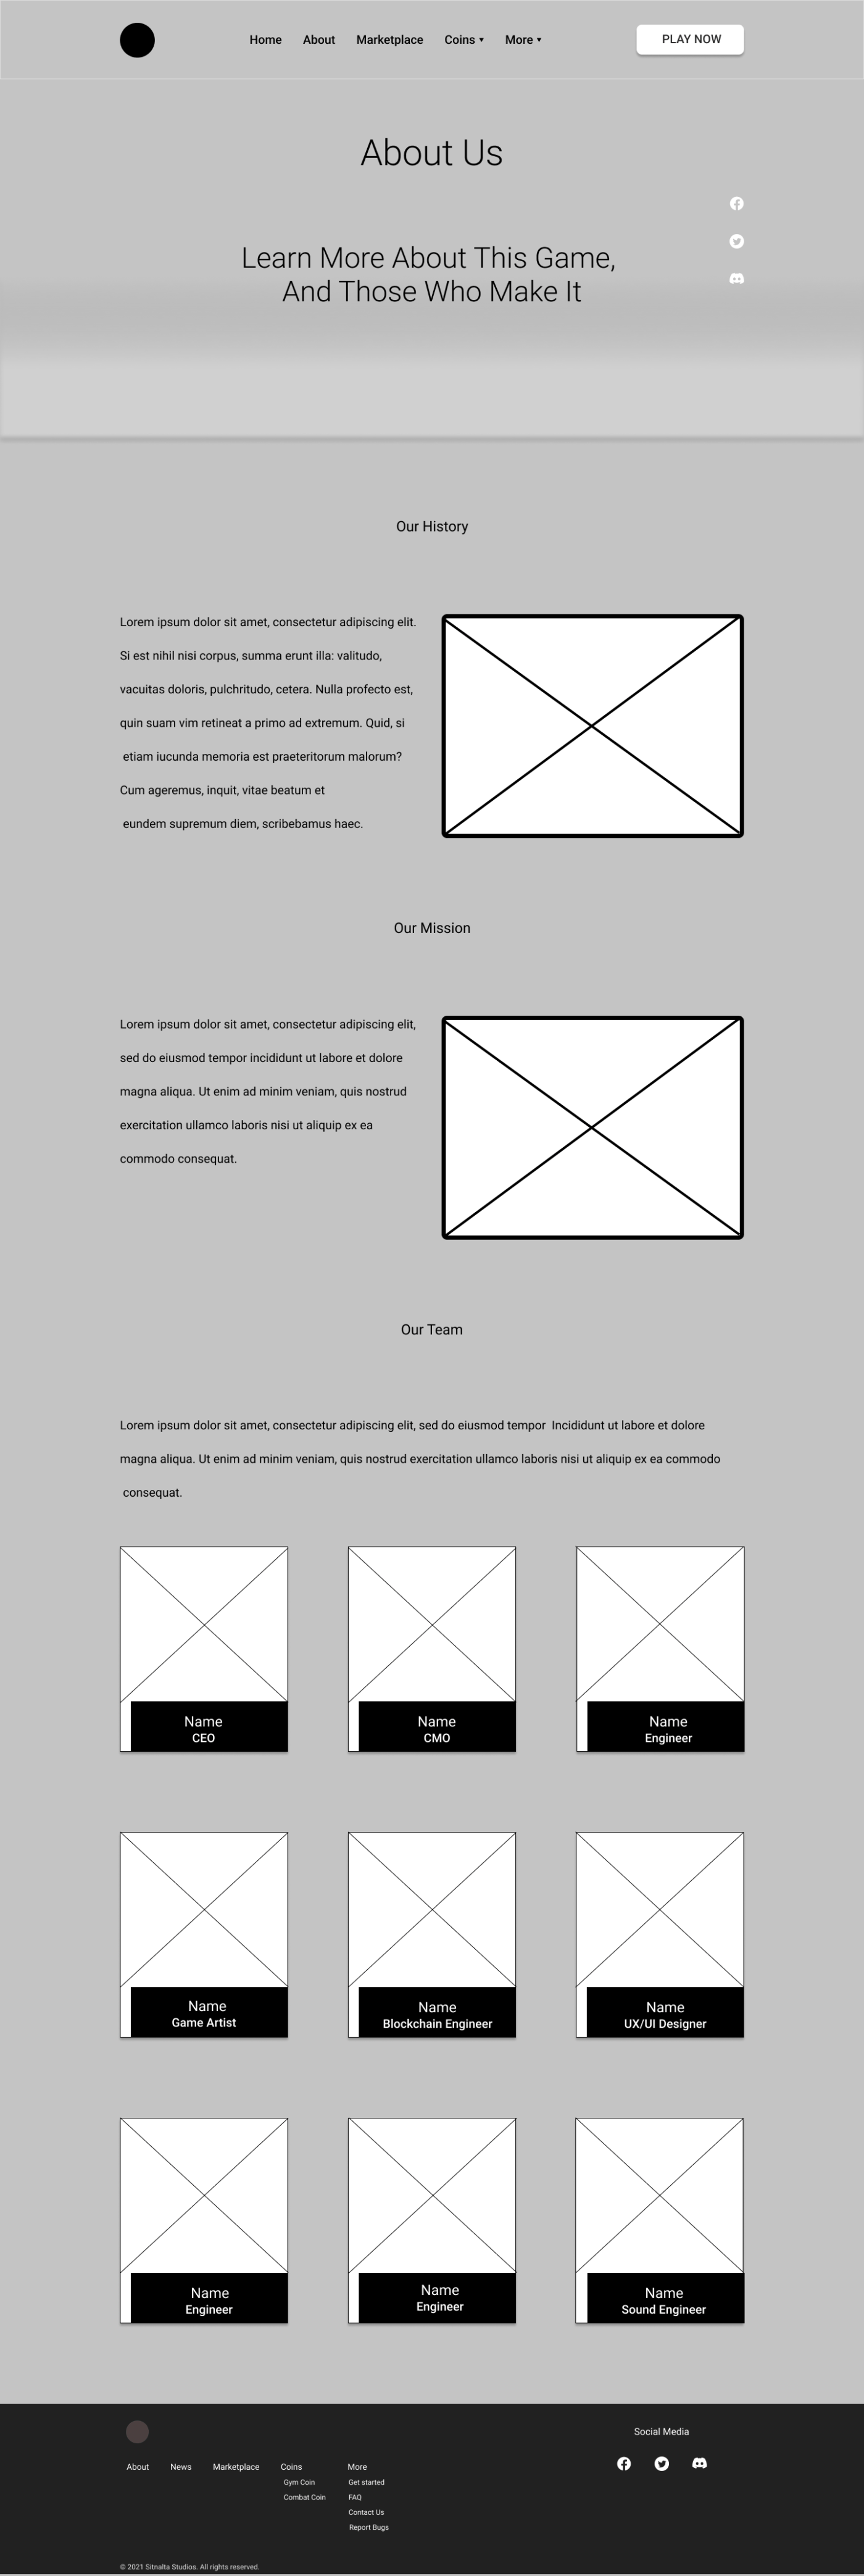 Home About Marketplace Coins ▾ More ▾ PLAY NOW
About Us
Learn More About This Game,
And Those Who Make It
Our History
Lorem ipsum dolor sit amet, consectetur adipiscing elit.
Si est nihil nisi corpus, summa erunt illa: valitudo,
vacuitas doloris, pulchritudo, cetera. Nulla profecto est,
quin suam vim retineat a primo ad extremum. Quid, si
etiam iucunda memoria est praeteritorum malorum?
Cum ageremus, inquit, vitae beatum et
eundem supremum diem, scribebamus haec.
Our Mission
Lorem ipsum dolor sit amet, consectetur adipiscing elit,
sed do eiusmod tempor incididunt ut labore et dolore
magna aliqua. Ut enim ad minim veniam, quis nostrud
exercitation ullamco laboris nisi ut aliquip ex ea
commodo consequat.
Our Team
Lorem ipsum dolor sit amet, consectetur adipiscing elit, sed do eiusmod tempor Incididunt ut labore et dolore
magna aliqua. Ut enim ad minim veniam, quis nostrud exercitation ullamco laboris nisi ut aliquip ex ea commodo
consequat.
Name
CEO
Name
CMO
Name
Engineer
Name
Game Artist
Name
Blockchain Engineer
Name
UX/UI Designer
Name
Engineer
Name
Engineer
Name
Sound Engineer
Social Media
About News Marketplace Coins More
Gym Coin Get started
Combat Coin FAQ
Contact Us
Report Bugs
© 2021 Sitnalta Studios. All rights reserved.